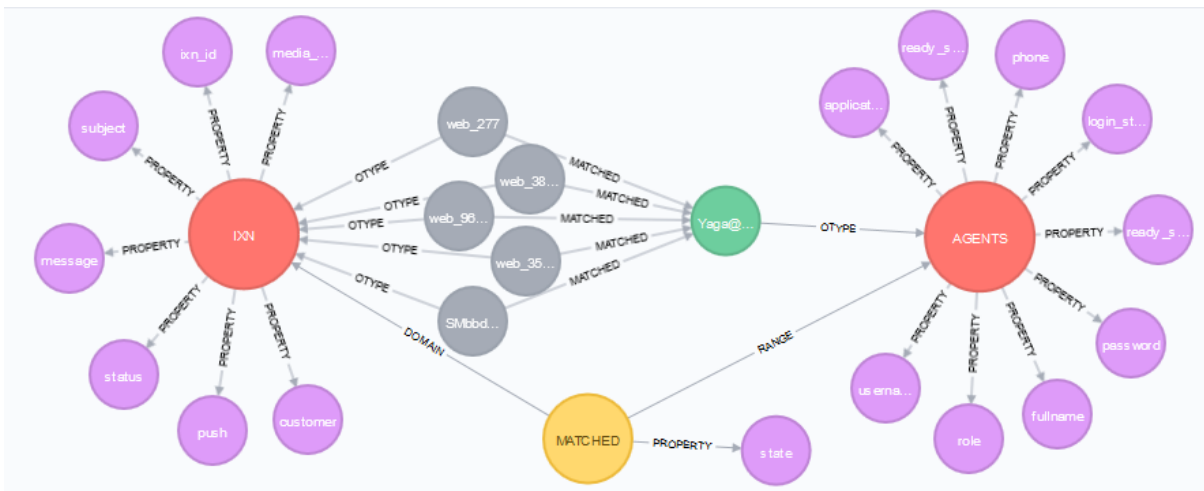 ixn_id
media_...
subject
PROPERTY
PROPERTY
PROPERTY
message
PROPERTY
IXN
PROPERTY
PROPERTY
PROPERTY
status
push
customer
web_277
web_38...
web_96...
web_35...
SMbbd...
OTYPE
OTYPE
OTYPE
OTYPE
OTYPE
MATCHED
MATCHED
MATCHED
MATCHED
MATCHED
Yaga@...
OTYPE
AGENTS
DOMAIN
RANGE
MATCHED
PROPERTY
state
ready_s...
phone
applicat...
login_st...
PROPERTY
PROPERTY
PROPERTY
PROPERTY
PROPERTY
ready_s...
PROPERTY
PROPERTY
PROPERTY
PROPERTY
password
userna...
role
fullname